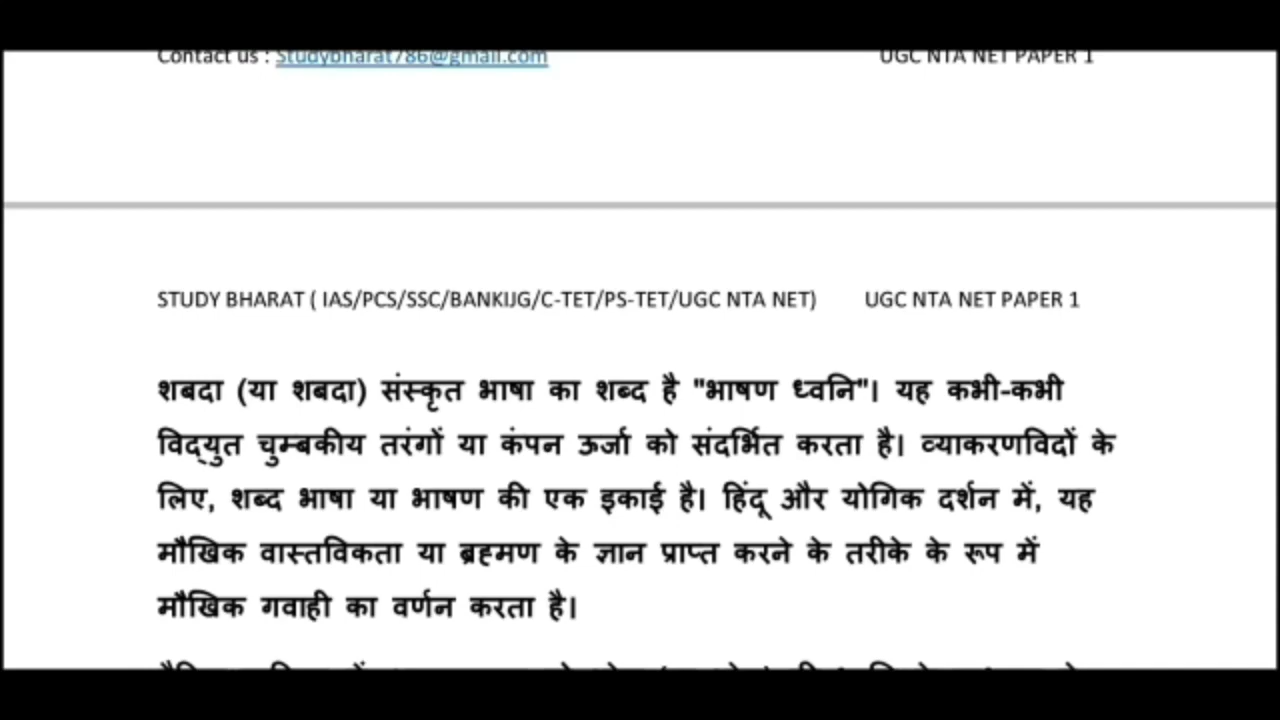 Contact us : Studybharat786@gmail.com UGC NTA NET PAPER 1
STUDY BHARAT ( IAS/PCS/SSC/BANKIJG/C-TET/PS-TET/UGC NTA NET) UGC NTA NET PAPER 1
शबदा (या शबदा) संस्कृत भाषा का शब्द है "भाषण ध्वनि"। यह कभी-कभी
विद्युत चुम्बकीय तरंगों या कंपन ऊर्जा को संदर्भित करता है। व्याकरणविदों के
लिए, शब्द भाषा या भाषण की एक इकाई है। हिंदू और योगिक दर्शन में, यह
मौखिक वास्तविकता या ब्रह्मण के ज्ञान प्राप्त करने के तरीके के रूप में
मौखिक गवाही का वर्णन करता है।